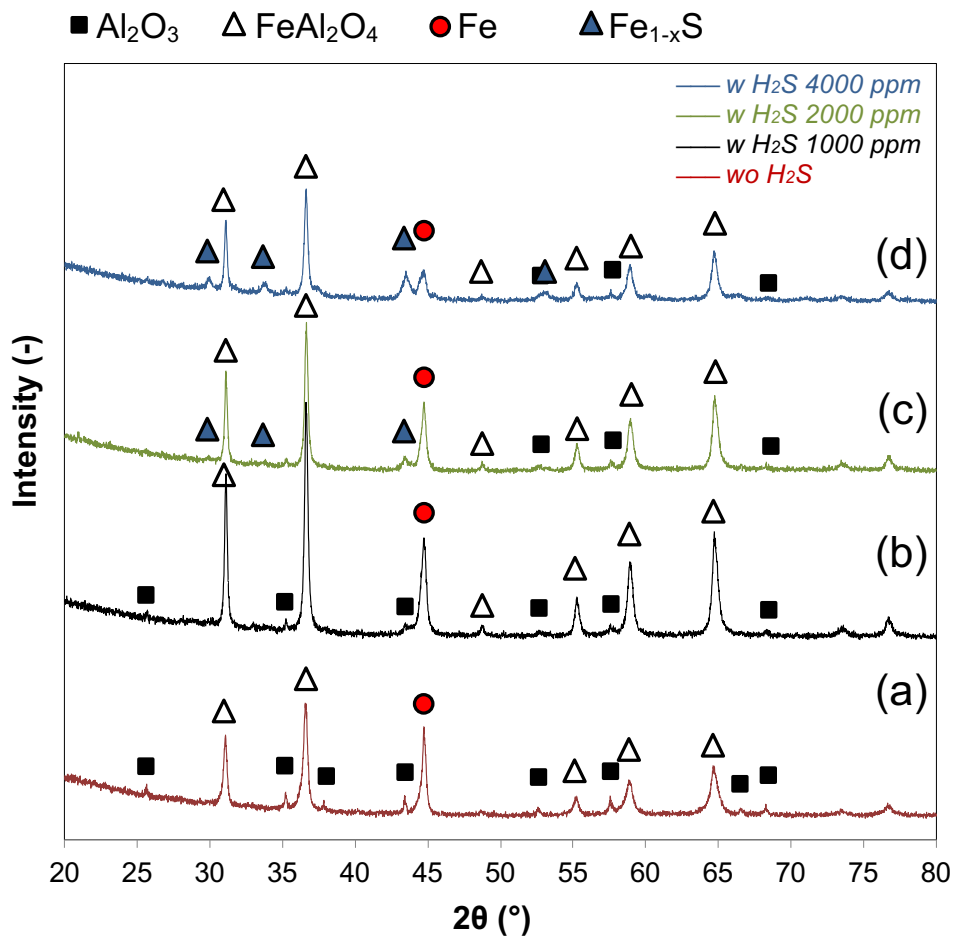 Al₂O₃ FeAl₂O₄ Fe Fe₁₋ₓS
w H₂S 4000 ppm
w H₂S 2000 ppm
w H₂S 1000 ppm
wo H₂S
(d)
(c)
(b)
(a)
Intensity (-)
20 25 30 35 40 45 50 55 60 65 70 75 80
2θ (°)